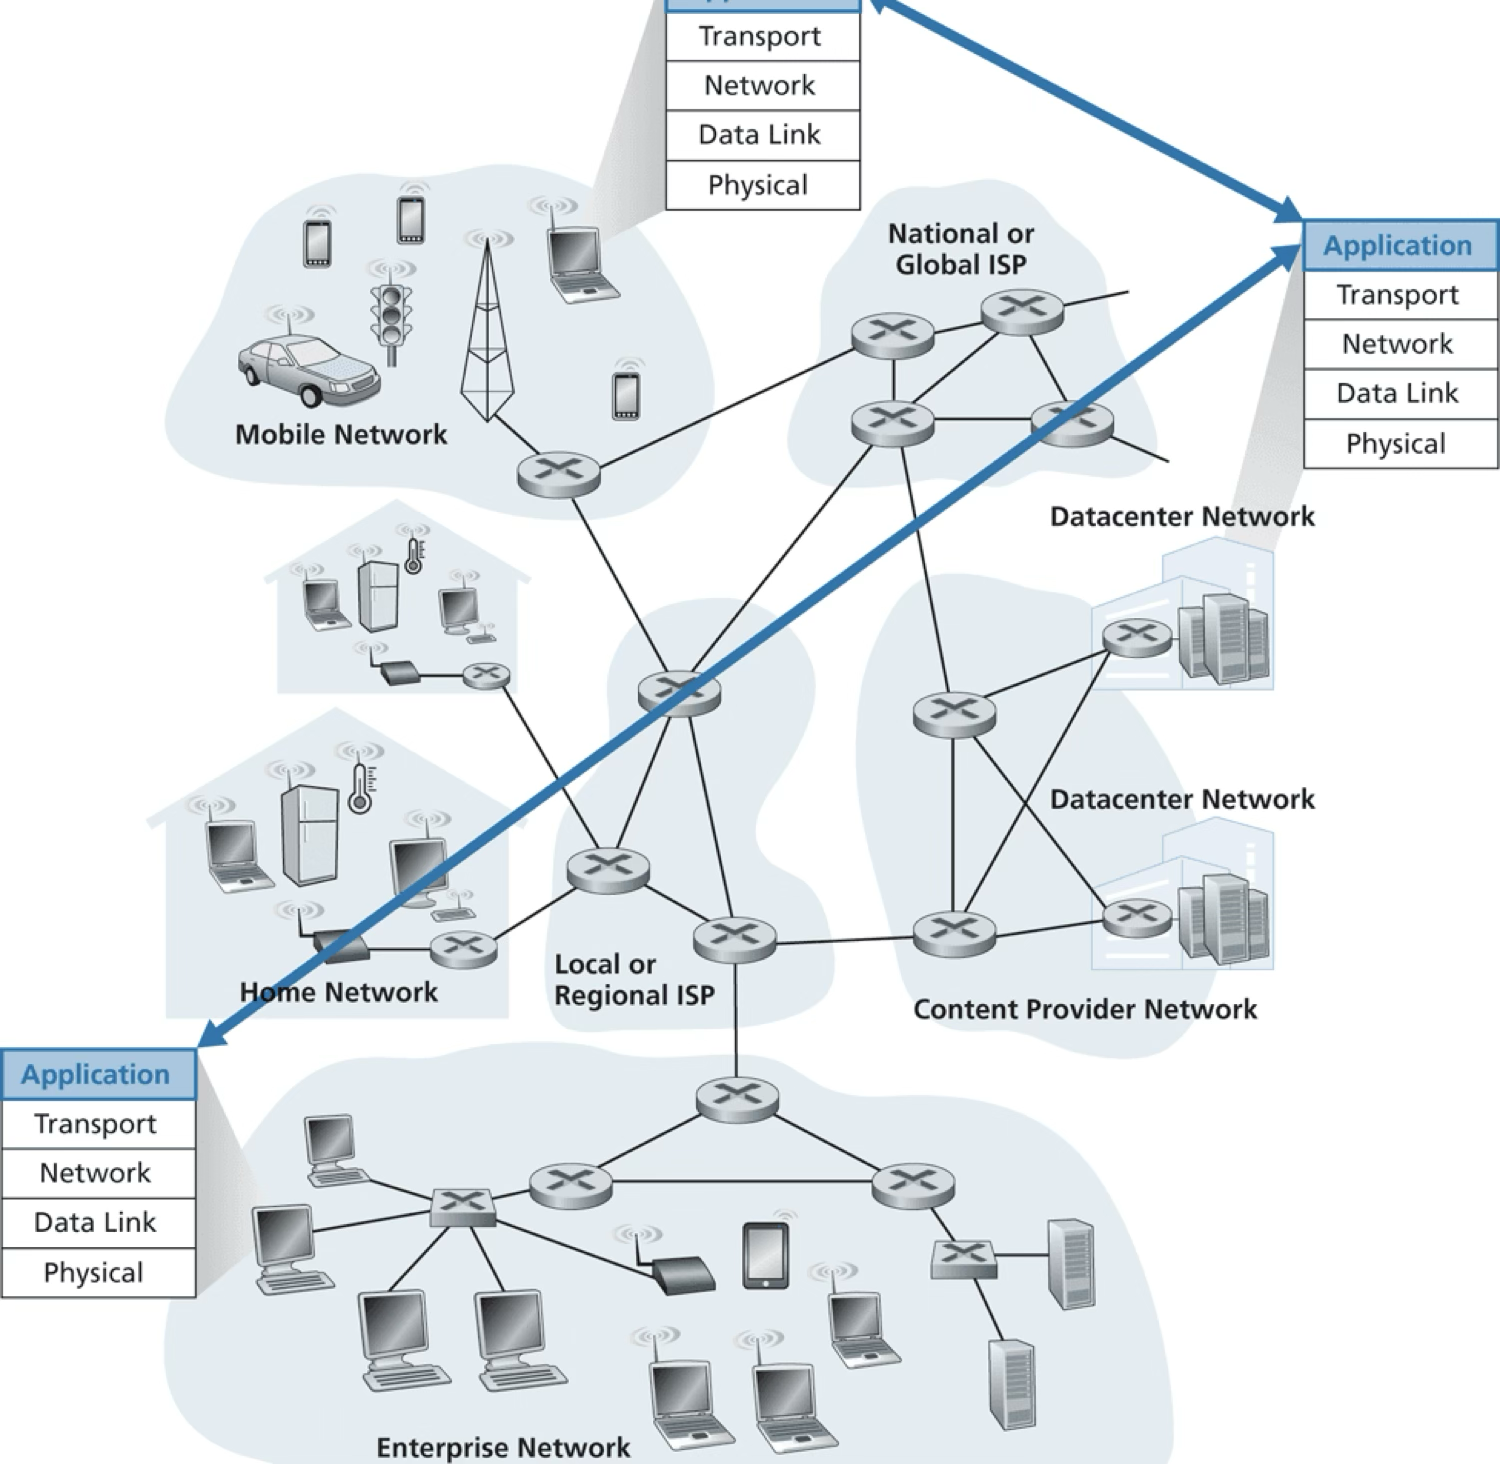 Transport
Network
Data Link
Physical
National or
Global ISP
Application
Transport
Network
Data Link
Physical
Mobile Network
Datacenter Network
Datacenter Network
Home Network
Local or
Regional ISP
Content Provider Network
Application
Transport
Network
Data Link
Physical
Enterprise Network